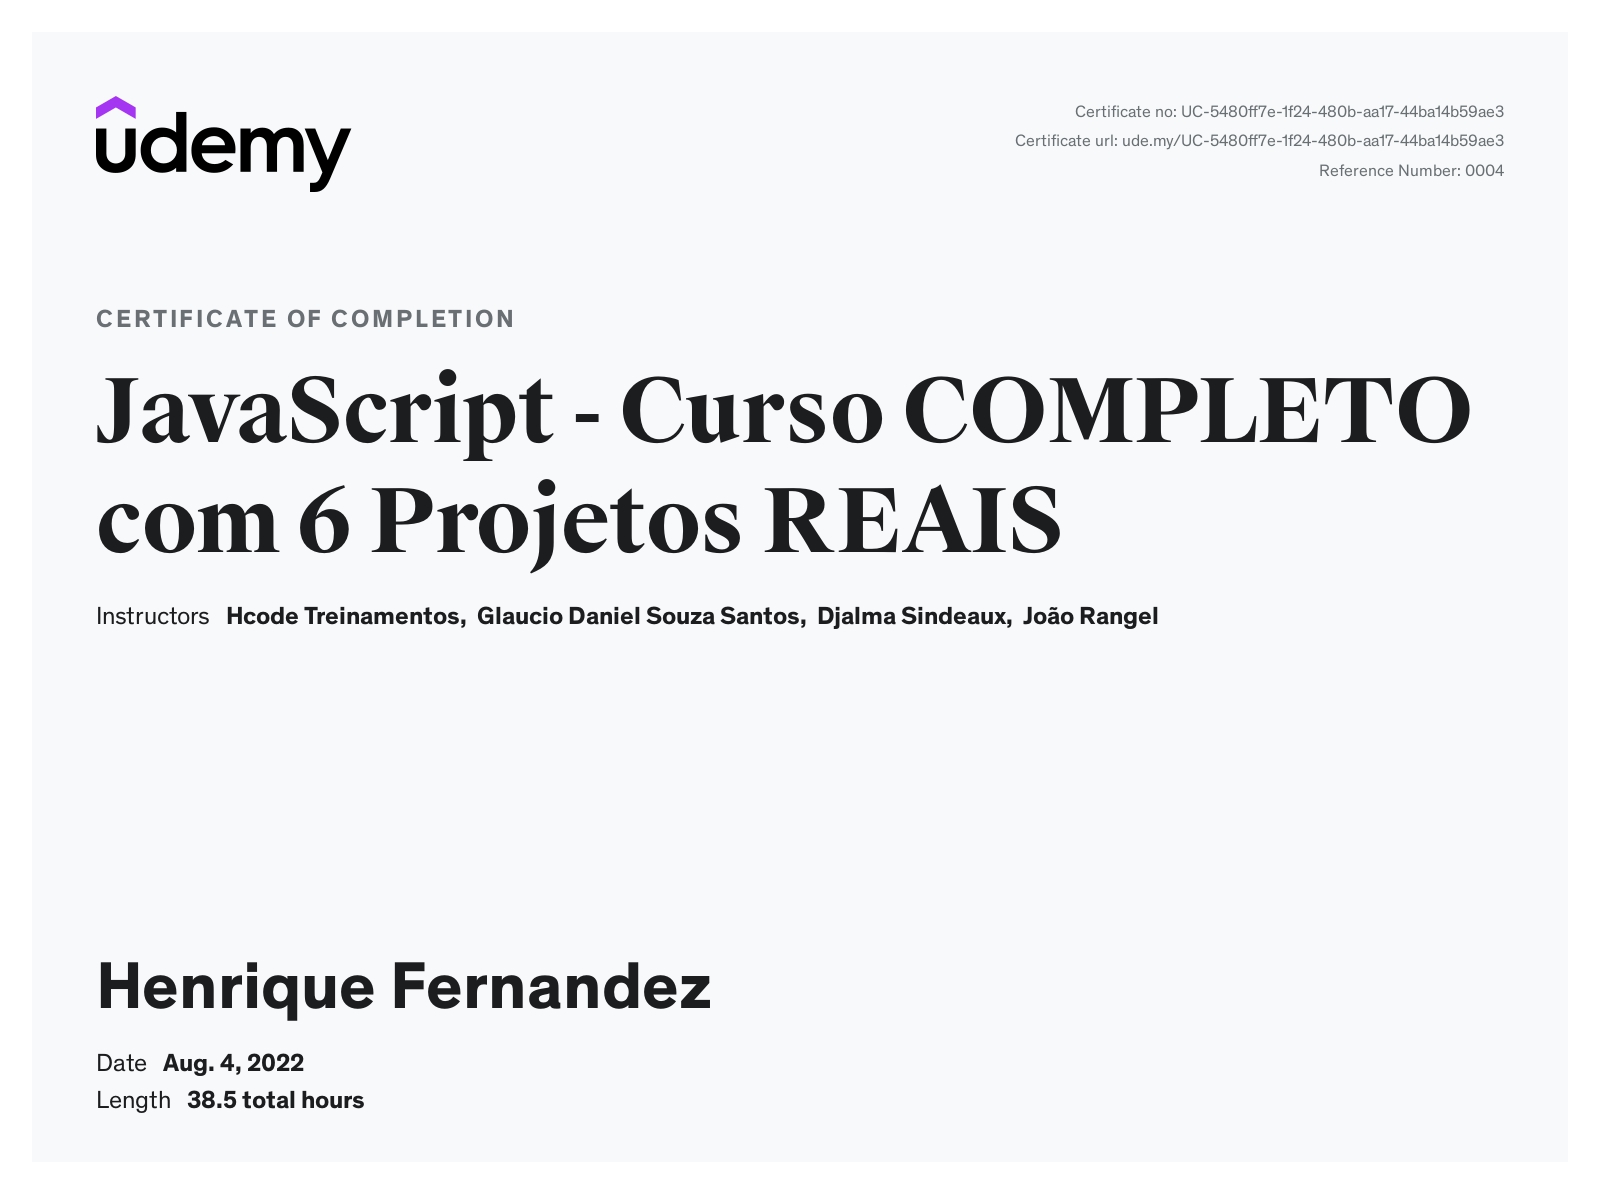 udemy
Certificate no: UC-5480ff7e-1f24-480b-aa17-44ba14b59ae3
Certificate url: ude.my/UC-5480ff7e-1f24-480b-aa17-44ba14b59ae3
Reference Number: 0004
CERTIFICATE OF COMPLETION
JavaScript - Curso COMPLETO
com 6 Projetos REAIS
Instructors Hcode Treinamentos, Glaucio Daniel Souza Santos, Djalma Sindeaux, João Rangel
Henrique Fernandez
Date Aug. 4, 2022
Length 38.5 total hours